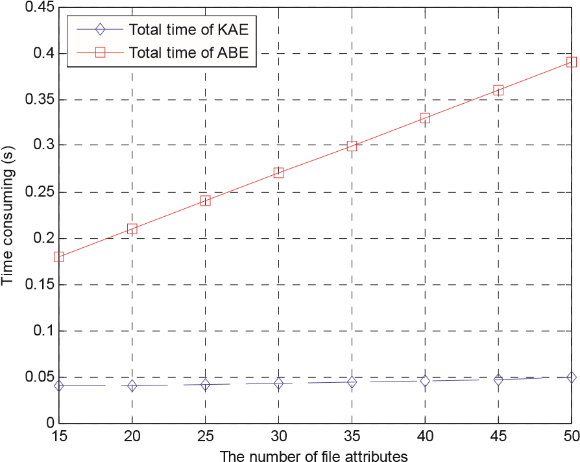 0.45
Total time of KAE
Total time of ABE
0.4
0.35
0.3
0.25
0.2
0.15
0.1
0.05
0
Time consuming (s)
15 20 25 30 35 40 45 50
The number of file attributes